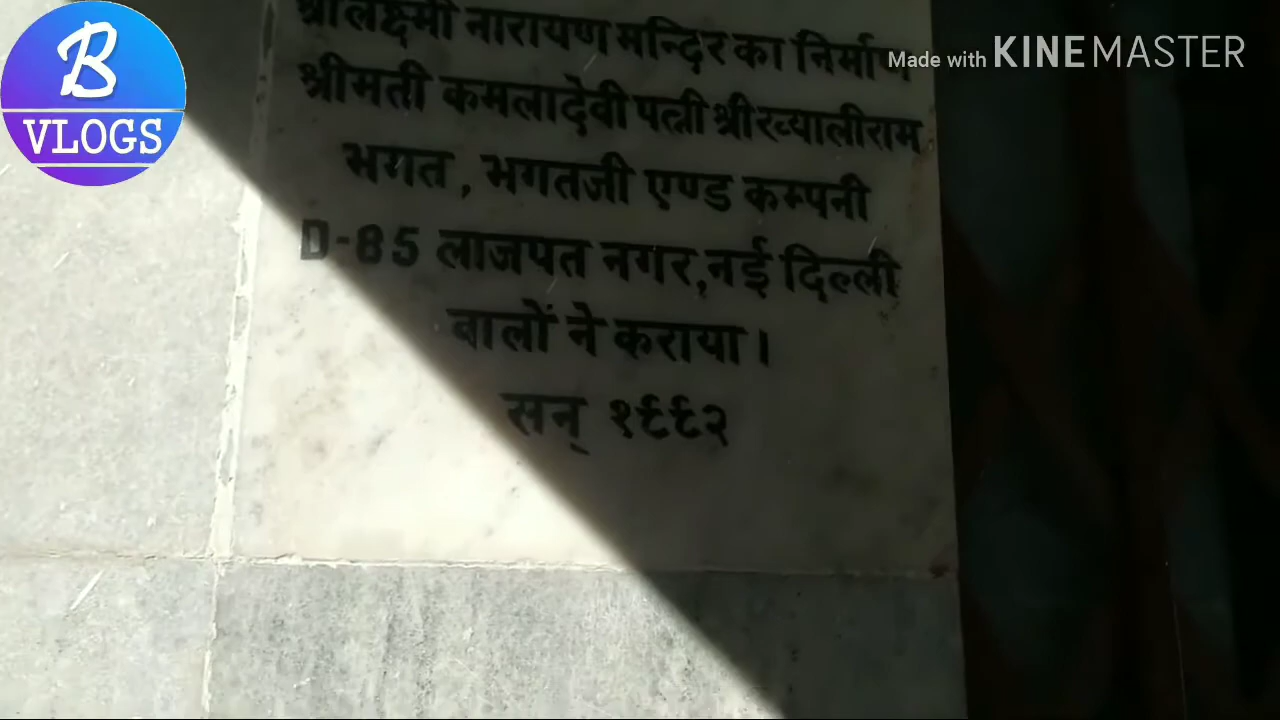 श्री लक्ष्मी नारायण मन्दिर का निर्माण
श्रीमती कमलादेवी पत्नी श्री ख्यालीराम
भगत, भगतजी एण्ड कम्पनी
D-85 लाजपत नगर, नई दिल्ली
वालों ने कराया।
सन् १९९२
B
VLOGS
Made with KINEMASTER